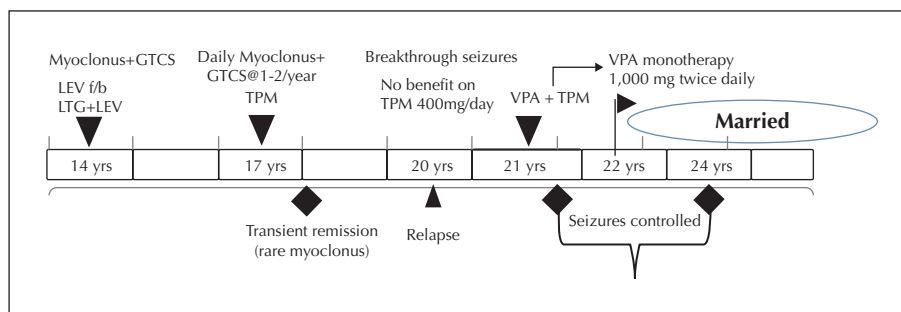 Myoclonus+GTCS
LEV f/b
LTG+LEV
Daily Myoclonus+
GTCS@1-2/year
TPM
Breakthrough seizures
No benefit on
TPM 400mg/day
VPA + TPM
VPA monotherapy
1,000 mg twice daily
Married
14 yrs
17 yrs
20 yrs
21 yrs
22 yrs
24 yrs
Transient remission
(rare myoclonus)
Relapse
Seizures controlled